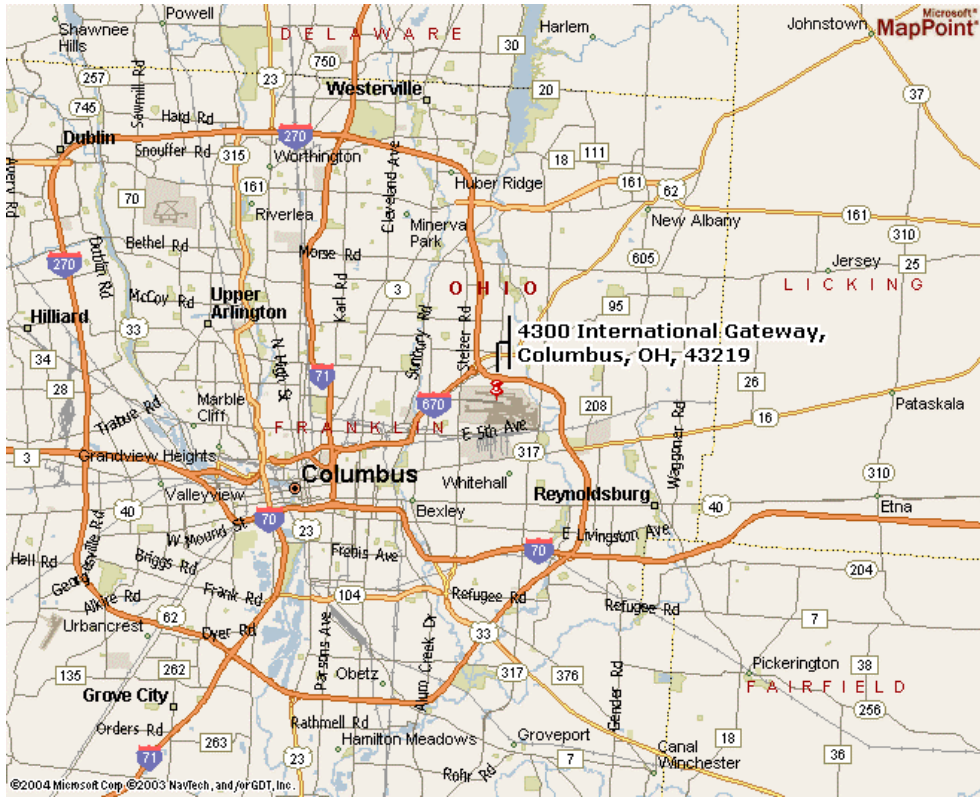 Powell
Shawnee
Hills
DELAWARE
Harlem
Johnstown
Microsoft®
MapPoint®
30
750
257
23
Westerville
20
37
745
Sawmill Rd
Hard Rd
Dublin
270
Snouffer Rd
315
Worthington
Cleveland Ave
18
111
Huber Ridge
161
62
Avery Rd
70
161
Riverlea
Minerva
Park
New Albany
161
310
Bethel Rd
Morse Rd
605
Jersey
25
270
Dublin Rd
McCoy Rd
Upper
Arlington
Karl Rd
3
OHIO
LICKING
95
Hilliard
33
N High St
Sunbury Rd
Stelzer Rd
4300 International Gateway,
Columbus, OH, 43219
34
28
71
26
Marble
Cliff
670
208
Pataskala
Trabue Rd
FRANKLIN
E 5th Ave
16
3
Grandview Heights
317
Waggoner Rd
Columbus
Whitehall
310
Valleyview
Reynoldsburg
40
Etna
40
W Mound St
70
23
Bexley
E Livington Ave
Hall Rd
Georgesville Rd
Briggs Rd
Frebis Ave
70
204
Alkire Rd
Frank Rd
104
Refugee Rd
Refugee Rd
Urbancrest
62
Dyer Rd
Parsons Ave
Alum Creek Dr
33
7
135
262
Obetz
317
376
Gender Rd
Pickerington
38
FAIRFIELD
Grove City
256
Orders Rd
263
Rathmell Rd
23
Hamilton Meadows
Groveport
18
71
7
Canal
Winchester
36
Rohr Rd
©2004 Microsoft Corp ©2003 NavTech, and/or GDT, Inc.